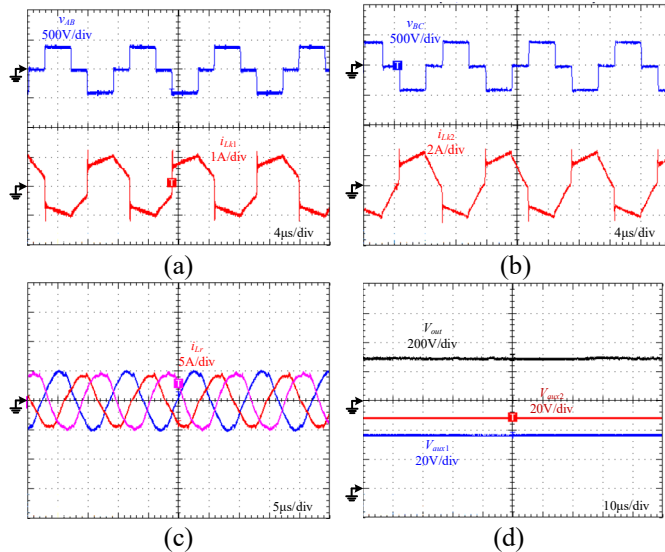 v_AB
500V/div
i_Lk1
1A/div
T
4μs/div
(a)
v_BC
500V/div
T
i_Lk2
2A/div
4μs/div
(b)
i_Lr
5A/div
T
5μs/div
(c)
V_out
200V/div
V_aux2
T
20V/div
V_aux1
20V/div
10μs/div
(d)